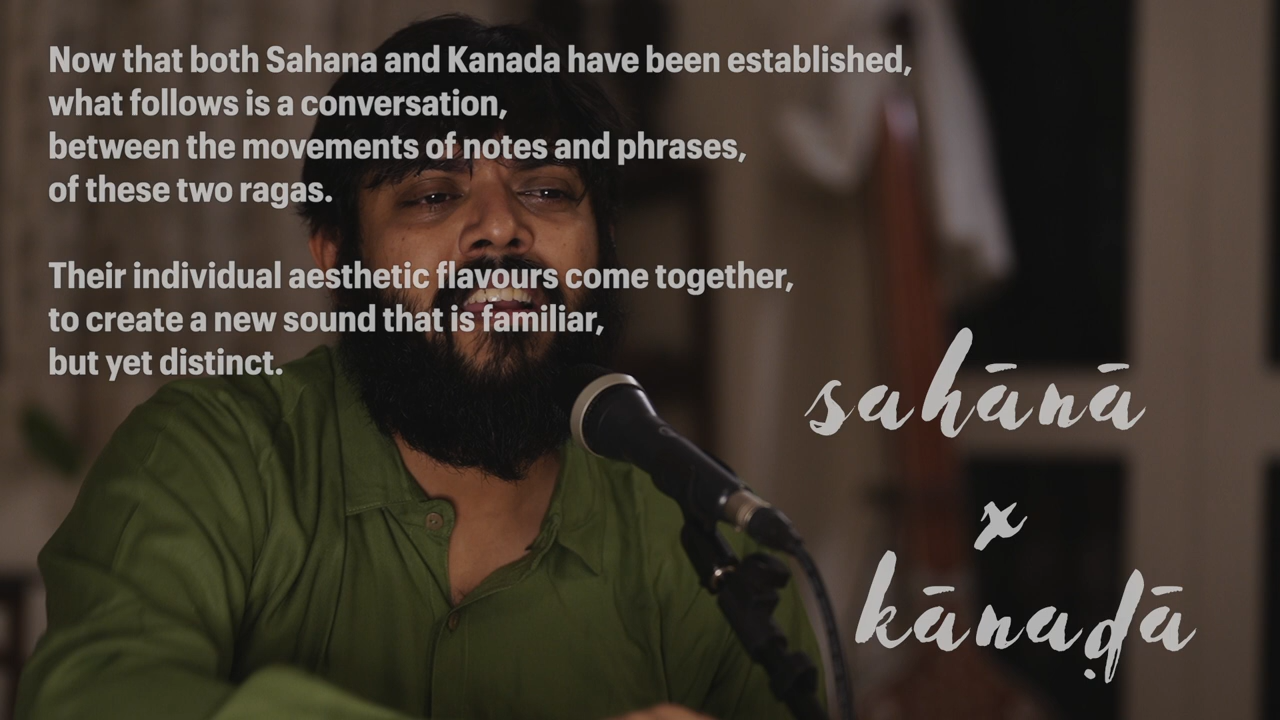 Now that both Sahana and Kanada have been established,
what follows is a conversation,
between the movements of notes and phrases,
of these two ragas.
Their individual aesthetic flavours come together,
to create a new sound that is familiar,
but yet distinct.
sahānā
x
kānaḍā